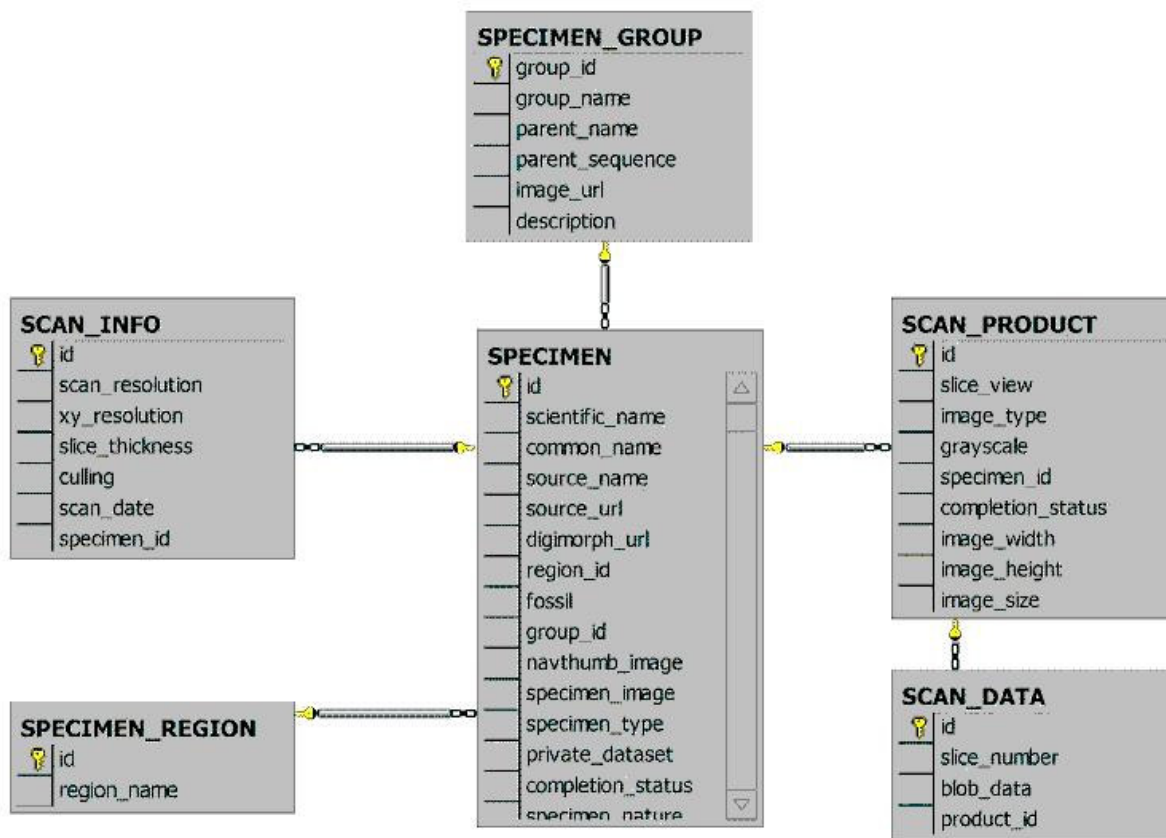 SPECIMEN_GROUP
group_id
group_name
parent_name
parent_sequence
image_url
description
SCAN_INFO
id
scan_resolution
xy_resolution
slice_thickness
culling
scan_date
specimen_id
SPECIMEN
id
scientific_name
common_name
source_name
source_url
digimorph_url
region_id
fossil
group_id
navthumb_image
specimen_image
specimen_type
private_dataset
completion_status
specimen_nature
SCAN_PRODUCT
id
slice_view
image_type
grayscale
specimen_id
completion_status
image_width
image_height
image_size
SPECIMEN_REGION
id
region_name
SCAN_DATA
id
slice_number
blob_data
product_id